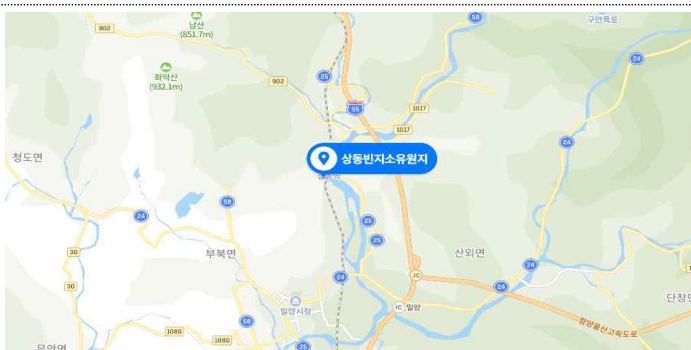 남산
(851.7m)
902
58
구만폭포
24
화악산
(932.1m)
25
902
55
1017
1017
24
청도면
상동빈지소유원지
58
24
25
25
30
부북면
산외면
24
24
JC
30
밀양시청
24
IC 밀양
단장면
58
함양울산고속도로
1080
1080
25
무안면